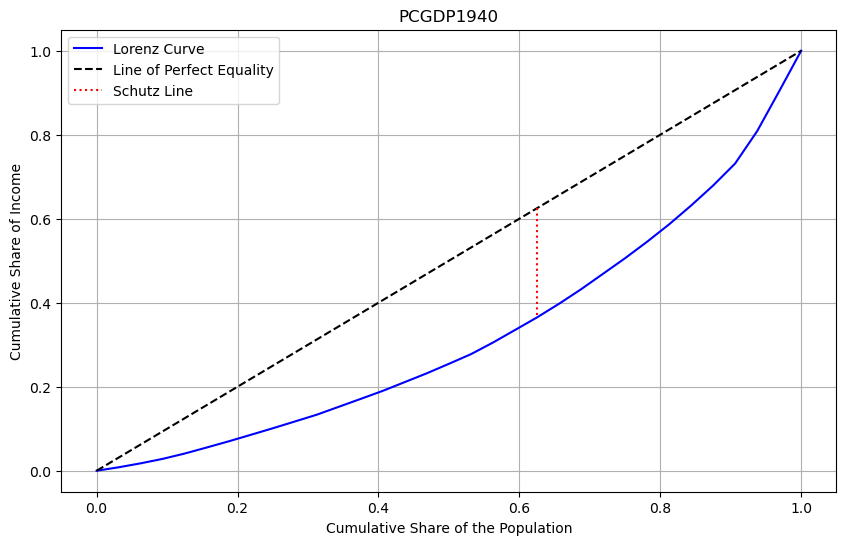 PCGDP1940
Lorenz Curve
Line of Perfect Equality
Schutz Line
Cumulative Share of Income
1.0
0.8
0.6
0.4
0.2
0.0
0.0 0.2 0.4 0.6 0.8 1.0
Cumulative Share of the Population